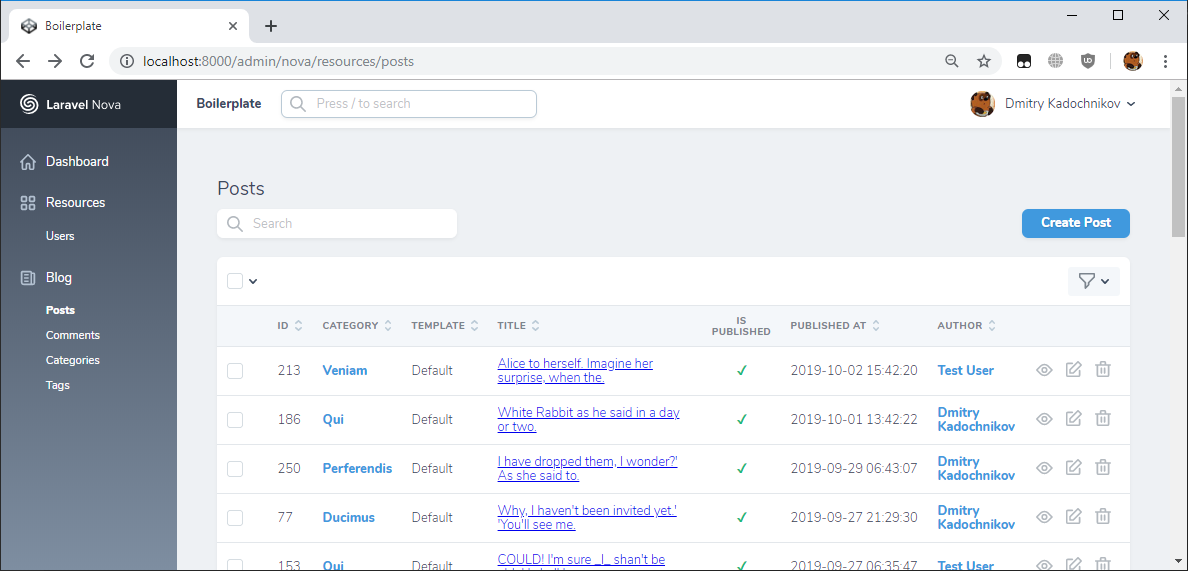 Boilerplate
localhost:8000/admin/nova/resources/posts
Laravel Nova
Boilerplate
Press / to search
Dmitry Kadochnikov
Dashboard
Resources
Users
Blog
Posts
Comments
Categories
Tags
Posts
Search
Create Post
ID CATEGORY TEMPLATE TITLE IS PUBLISHED PUBLISHED AT AUTHOR
213 Veniam Default Alice to herself. Imagine her surprise, when the. 2019-10-02 15:42:20 Test User
186 Qui Default White Rabbit as he said in a day or two. 2019-10-01 13:42:22 Dmitry Kadochnikov
250 Perferendis Default I have dropped them, I wonder?' As she said to. 2019-09-29 06:43:07 Dmitry Kadochnikov
77 Ducimus Default Why, I haven't been invited yet.' 'You'll see me. 2019-09-27 21:29:30 Dmitry Kadochnikov
153 Qui Default COULD! I'm sure _I_ shan't be 2019-09-27 06:35:47 Test User